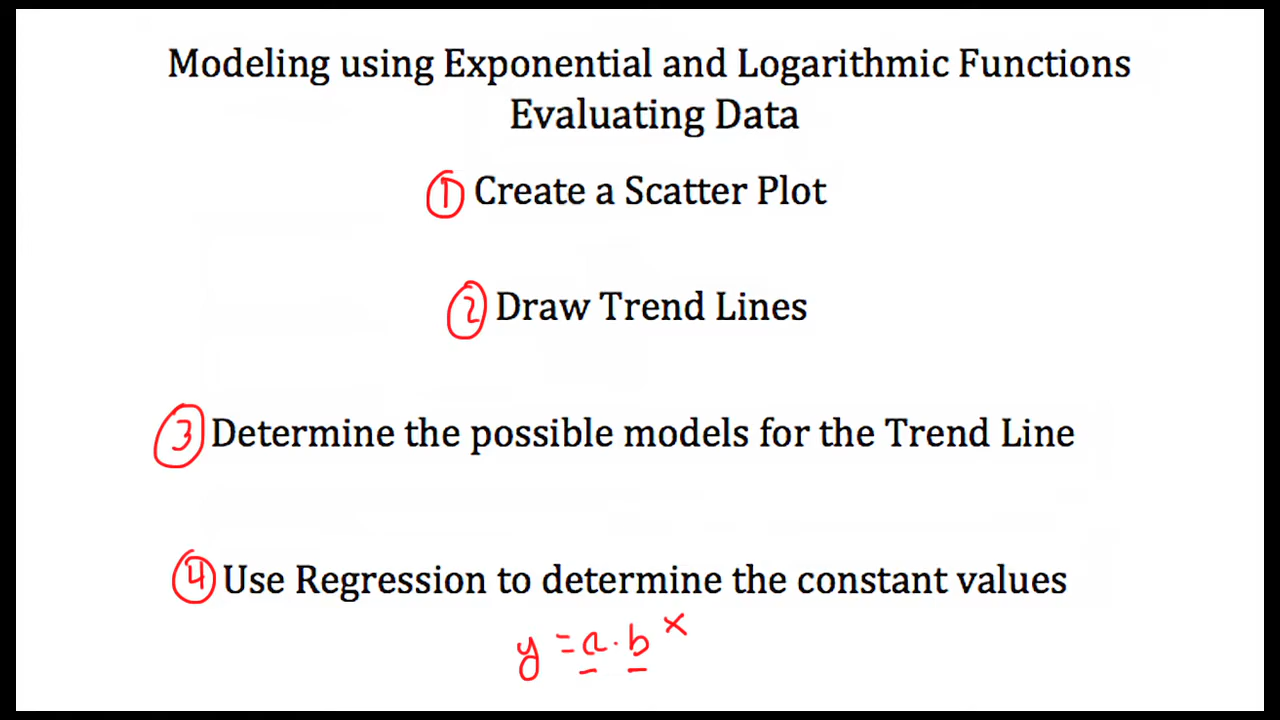 Modeling using Exponential and Logarithmic Functions
Evaluating Data
① Create a Scatter Plot
② Draw Trend Lines
③ Determine the possible models for the Trend Line
④ Use Regression to determine the constant values
y = a · b^x